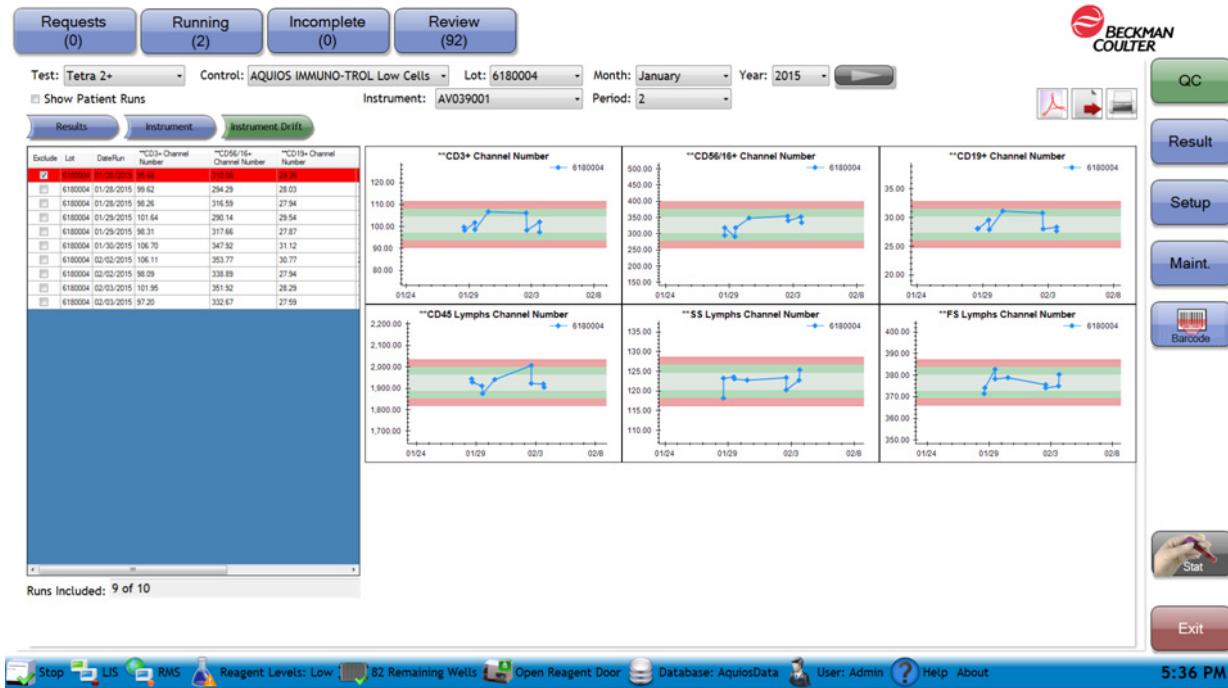 Requests Running Incomplete Review
(0) (2) (0) (92)
BECKMAN
COULTER
Test: Tetra 2+ Control: AQUIOS IMMUNO-TROL Low Cells Lot: 6180004 Month: January Year: 2015
Show Patient Runs Instrument: AV039001 Period: 2
Results Instrument Instrument Drift
Exclude Lot DateRun **CD3+ Channel Number **CD56/16+ Channel Number **CD19+ Channel Number
6180004 01/28/2015
6180004 01/28/2015 99.62 294.29 28.03
6180004 01/28/2015 98.26 316.59 27.94
6180004 01/29/2015 101.64 290.14 29.54
6180004 01/29/2015 98.31 317.66 27.87
6180004 01/30/2015 106.70 347.92 31.12
6180004 02/02/2015 106.11 353.77 30.77
6180004 02/02/2015 98.09 338.89 27.94
6180004 02/03/2015 101.95 351.92 28.29
6180004 02/03/2015 97.20 332.67 27.59
Runs Included: 9 of 10
**CD3+ Channel Number
6180004
120.00
110.00
100.00
90.00
80.00
01/24 01/29 02/3 02/8
**CD56/16+ Channel Number
6180004
500.00
450.00
400.00
350.00
300.00
250.00
200.00
150.00
01/24 01/29 02/3 02/8
**CD19+ Channel Number
6180004
35.00
30.00
25.00
20.00
01/24 01/29 02/3 02/8
**CD45 Lymphs Channel Number
6180004
2,200.00
2,100.00
2,000.00
1,900.00
1,800.00
1,700.00
01/24 01/29 02/3 02/8
**SS Lymphs Channel Number
6180004
135.00
130.00
125.00
120.00
115.00
110.00
01/24 01/29 02/3 02/8
**FS Lymphs Channel Number
6180004
400.00
390.00
380.00
370.00
360.00
350.00
01/24 01/29 02/3 02/8
QC
Result
Setup
Maint.
Barcode
Stat
Exit
Stop LIS RMS Reagent Levels: Low 82 Remaining Wells Open Reagent Door Database: AquiosData User: Admin Help About 5:36 PM